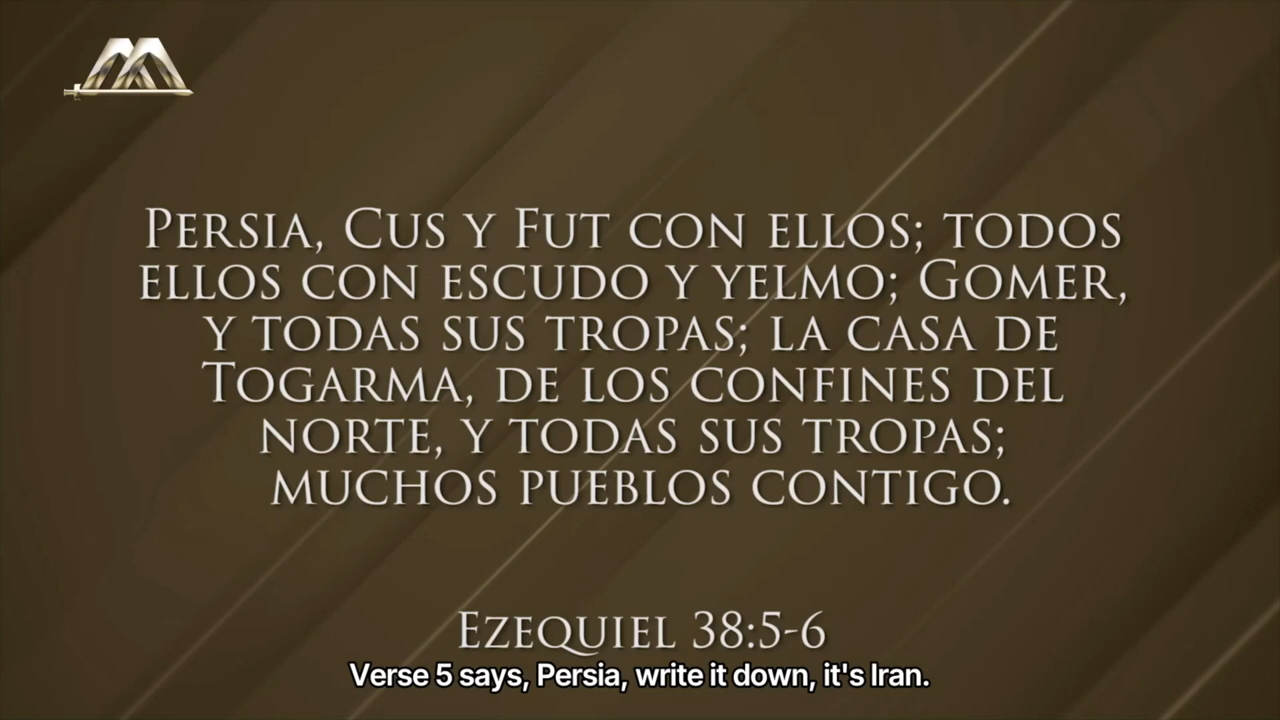 Persia, Cus y Fut con ellos; todos
ellos con escudo y yelmo; Gomer,
y todas sus tropas; la casa de
Togarma, de los confines del
norte, y todas sus tropas;
muchos pueblos contigo.
Ezequiel 38:5-6
Verse 5 says, Persia, write it down, it's Iran.